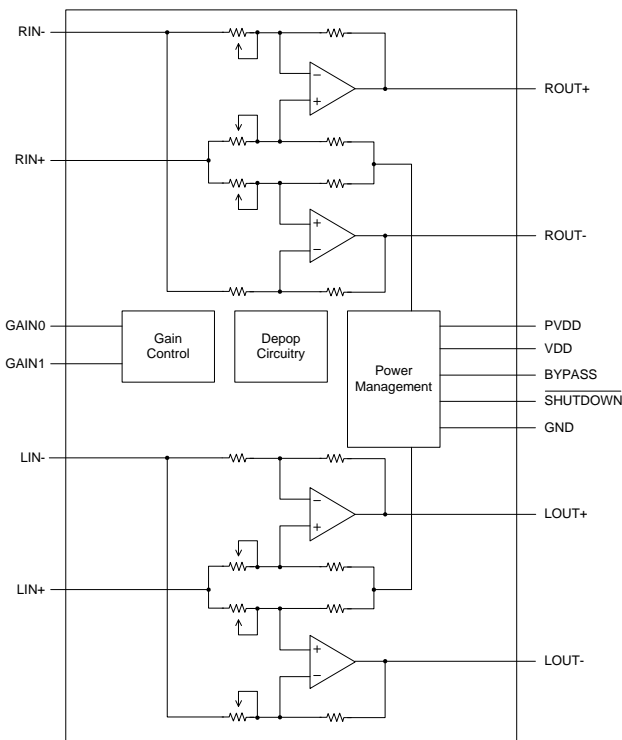 RIN-
ROUT+
−
+
RIN+
+
−
ROUT-
GAIN0
GAIN1
Gain
Control
Depop
Circuitry
Power
Management
PVDD
VDD
BYPASS
SHUTDOWN
GND
LIN-
−
+
LOUT+
LIN+
+
−
LOUT-